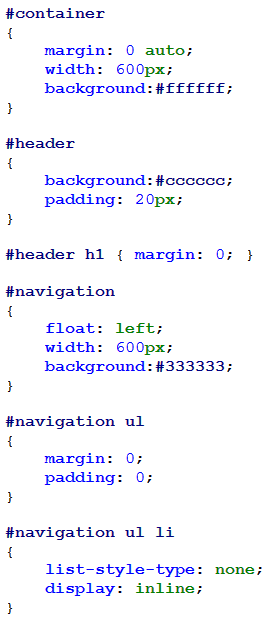 #container
{
    margin: 0 auto;
    width: 600px;
    background:#ffffff;
}
#header
{
    background:#cccccc;
    padding: 20px;
}
#header h1 { margin: 0; }
#navigation
{
    float: left;
    width: 600px;
    background:#333333;
}
#navigation ul
{
    margin: 0;
    padding: 0;
}
#navigation ul li
{
    list-style-type: none;
    display: inline;
}